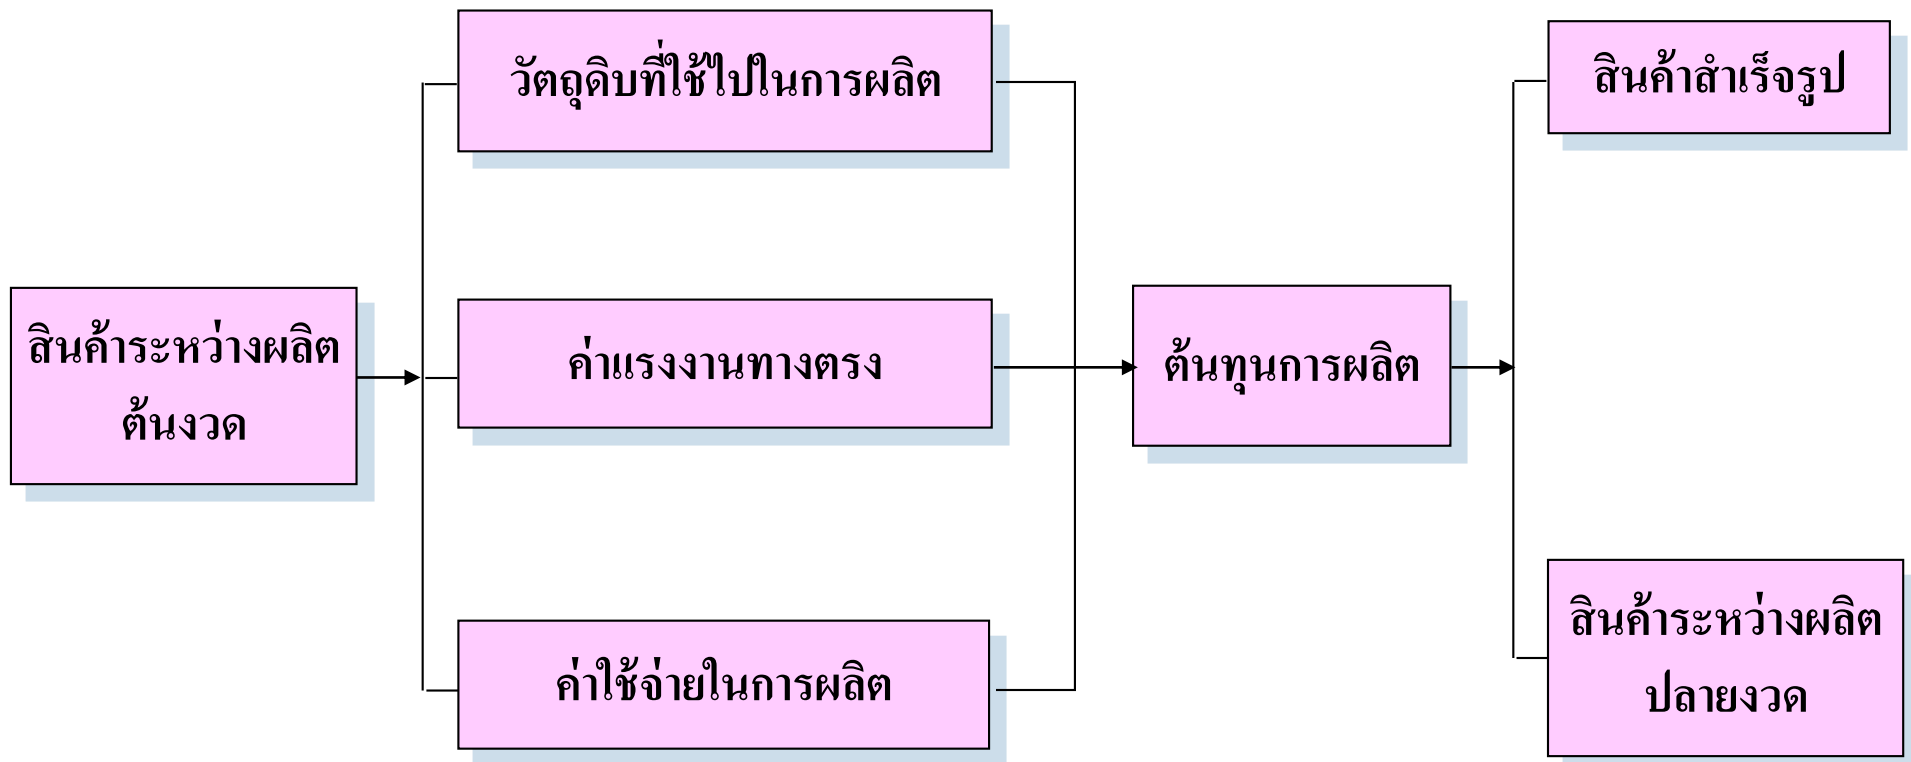 วัตถุดิบที่ใช้ไปในการผลิต
สินค้าสำเร็จรูป
สินค้าระหว่างผลิต
ต้นงวด
ค่าแรงงานทางตรง
ต้นทุนการผลิต
ค่าใช้จ่ายในการผลิต
สินค้าระหว่างผลิต
ปลายงวด